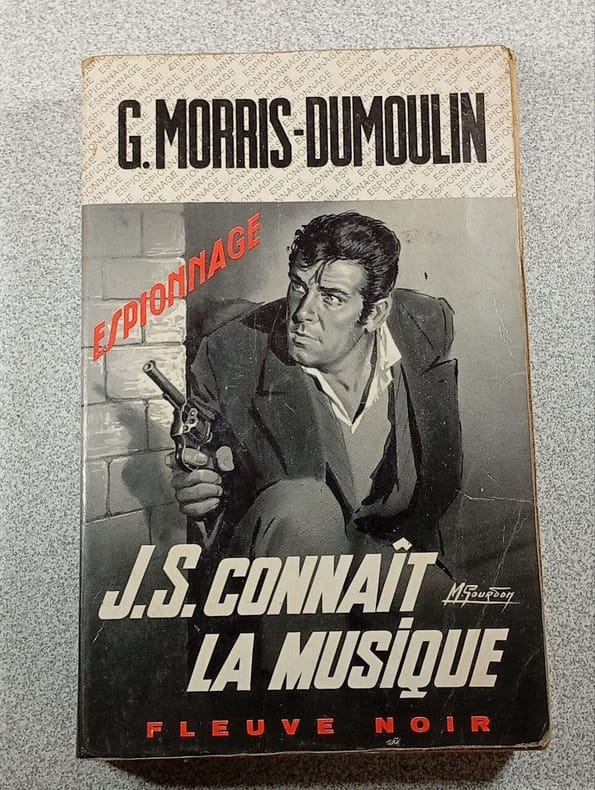 G. MORRIS-DUMOULIN
ESPIONNAGE
J.S. CONNAÎT
M. Gourdon
LA MUSIQUE
FLEUVE NOIR